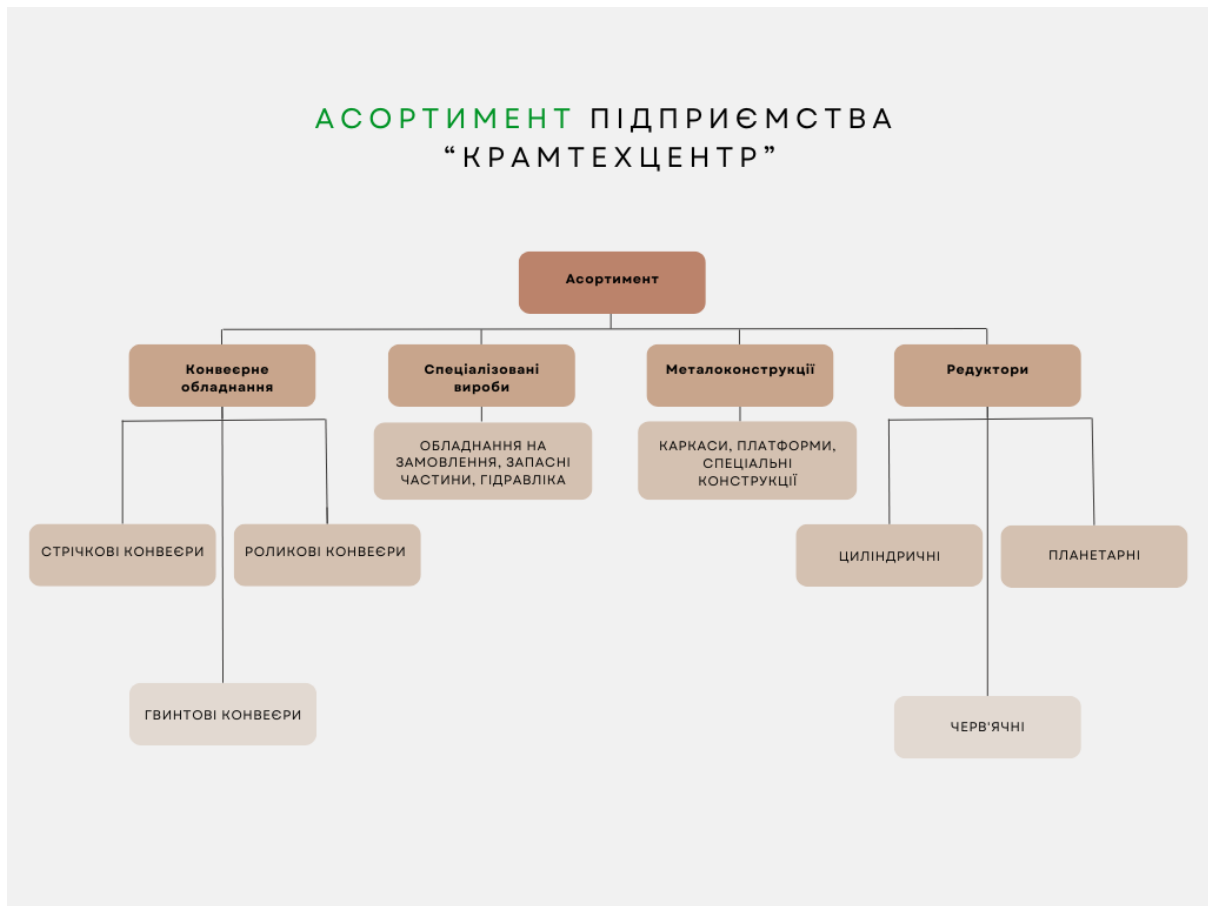 АСОРТИМЕНТ ПІДПРИЄМСТВА
“КРАМТЕХЦЕНТР”
Асортимент
Конвеєрне
обладнання
Спеціалізовані
вироби
Металоконструкції
Редуктори
ОБЛАДНАННЯ НА
ЗАМОВЛЕННЯ, ЗАПАСНІ
ЧАСТИНИ, ГІДРАВЛІКА
КАРКАСИ, ПЛАТФОРМИ,
СПЕЦІАЛЬНІ
КОНСТРУКЦІЇ
СТРІЧКОВІ КОНВЕЄРИ
РОЛИКОВІ КОНВЕЄРИ
ЦИЛІНДРИЧНІ
ПЛАНЕТАРНІ
ГВИНТОВІ КОНВЕЄРИ
ЧЕРВ'ЯЧНІ